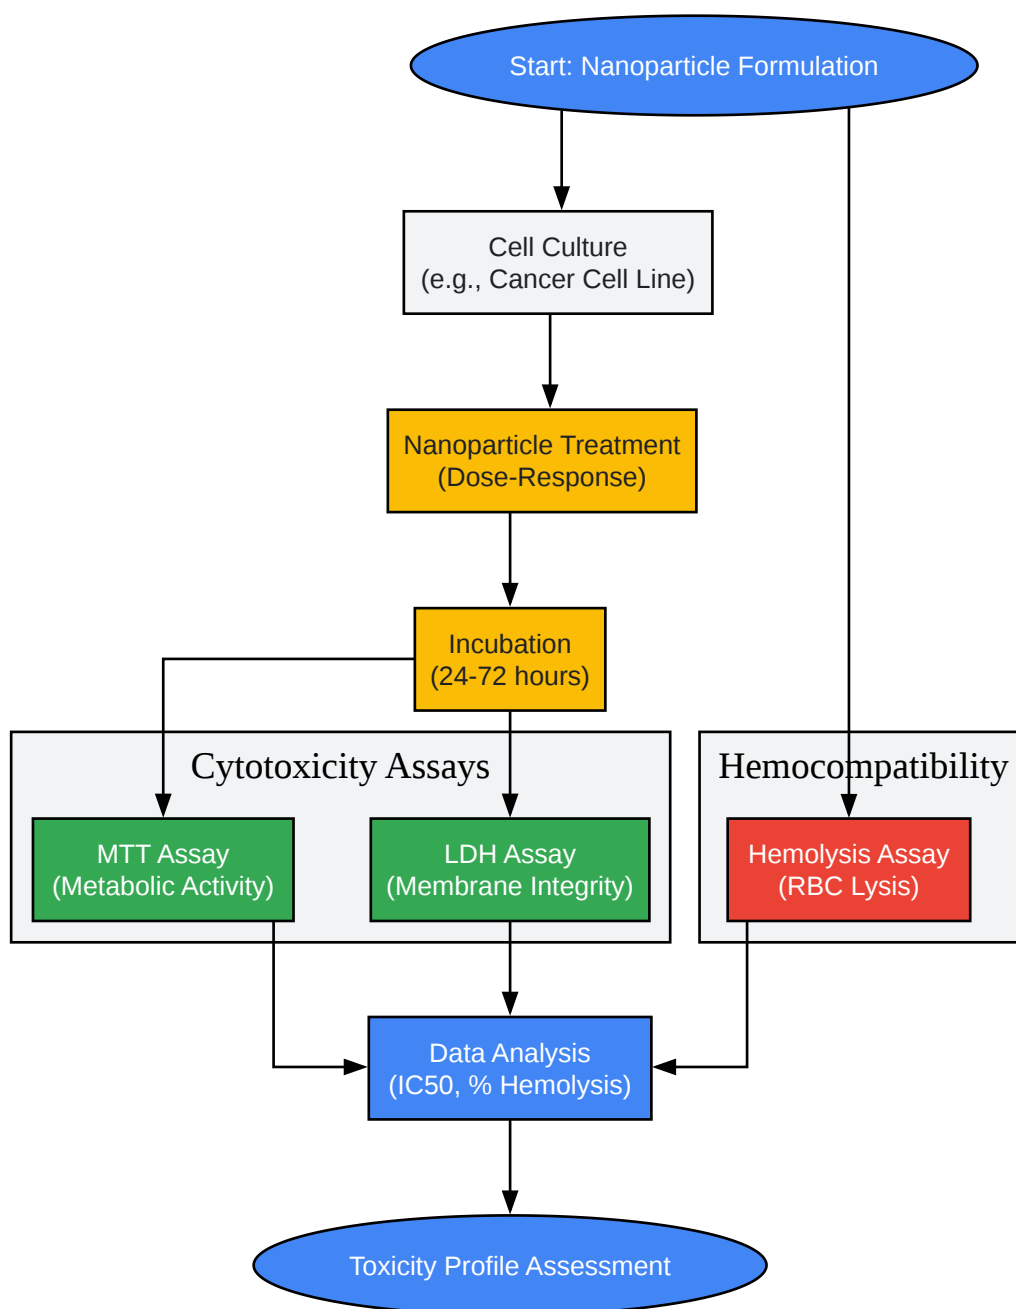 Start: Nanoparticle Formulation
Cell Culture
(e.g., Cancer Cell Line)
Nanoparticle Treatment
(Dose-Response)
Incubation
(24-72 hours)
Cytotoxicity Assays
Hemocompatibility
MTT Assay
(Metabolic Activity)
LDH Assay
(Membrane Integrity)
Hemolysis Assay
(RBC Lysis)
Data Analysis
(IC50, % Hemolysis)
Toxicity Profile Assessment